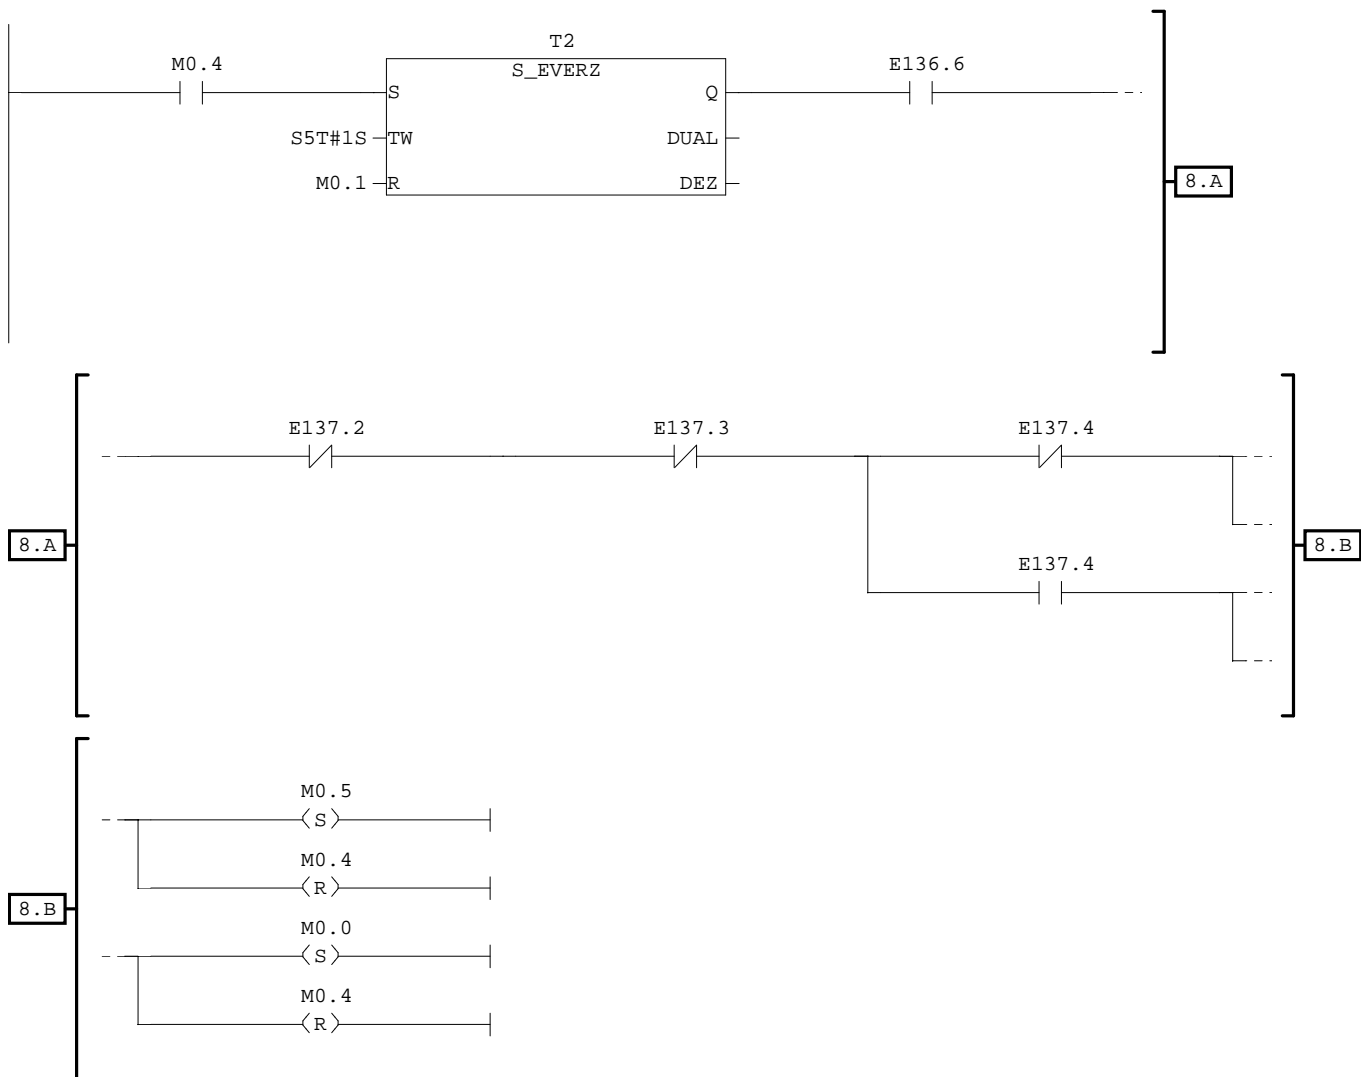 T2
M0.4
S_EVERZ
E136.6
S
Q
S5T#1S
TW
DUAL
8.A
M0.1
R
DEZ
E137.2
E137.3
E137.4
8.A
8.B
E137.4
M0.5
S
M0.4
R
8.B
M0.0
S
M0.4
R